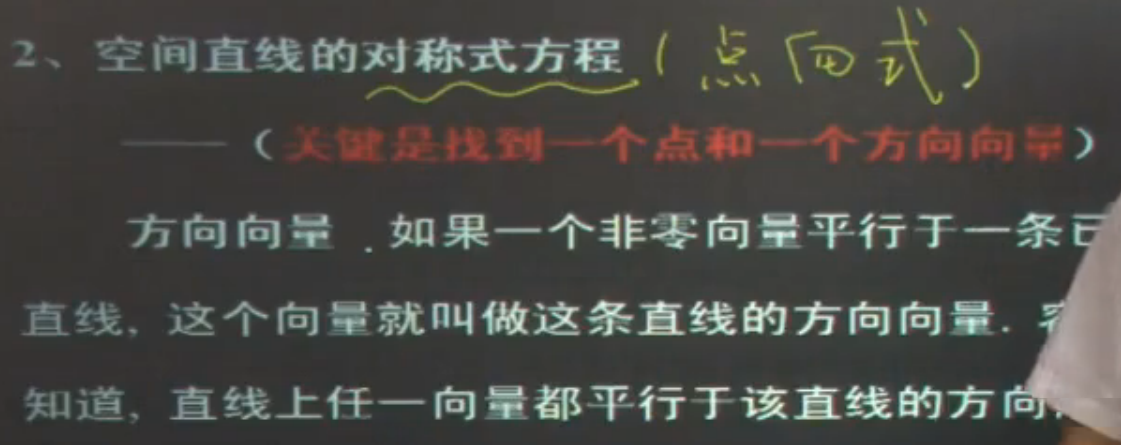 2、空间直线的对称式方程(点向式)
——(关键是找到一个点和一个方向向量)
方向向量.如果一个非零向量平行于一条已
直线,这个向量就叫做这条直线的方向向量.
知道,直线上任一向量都平行于该直线的方向